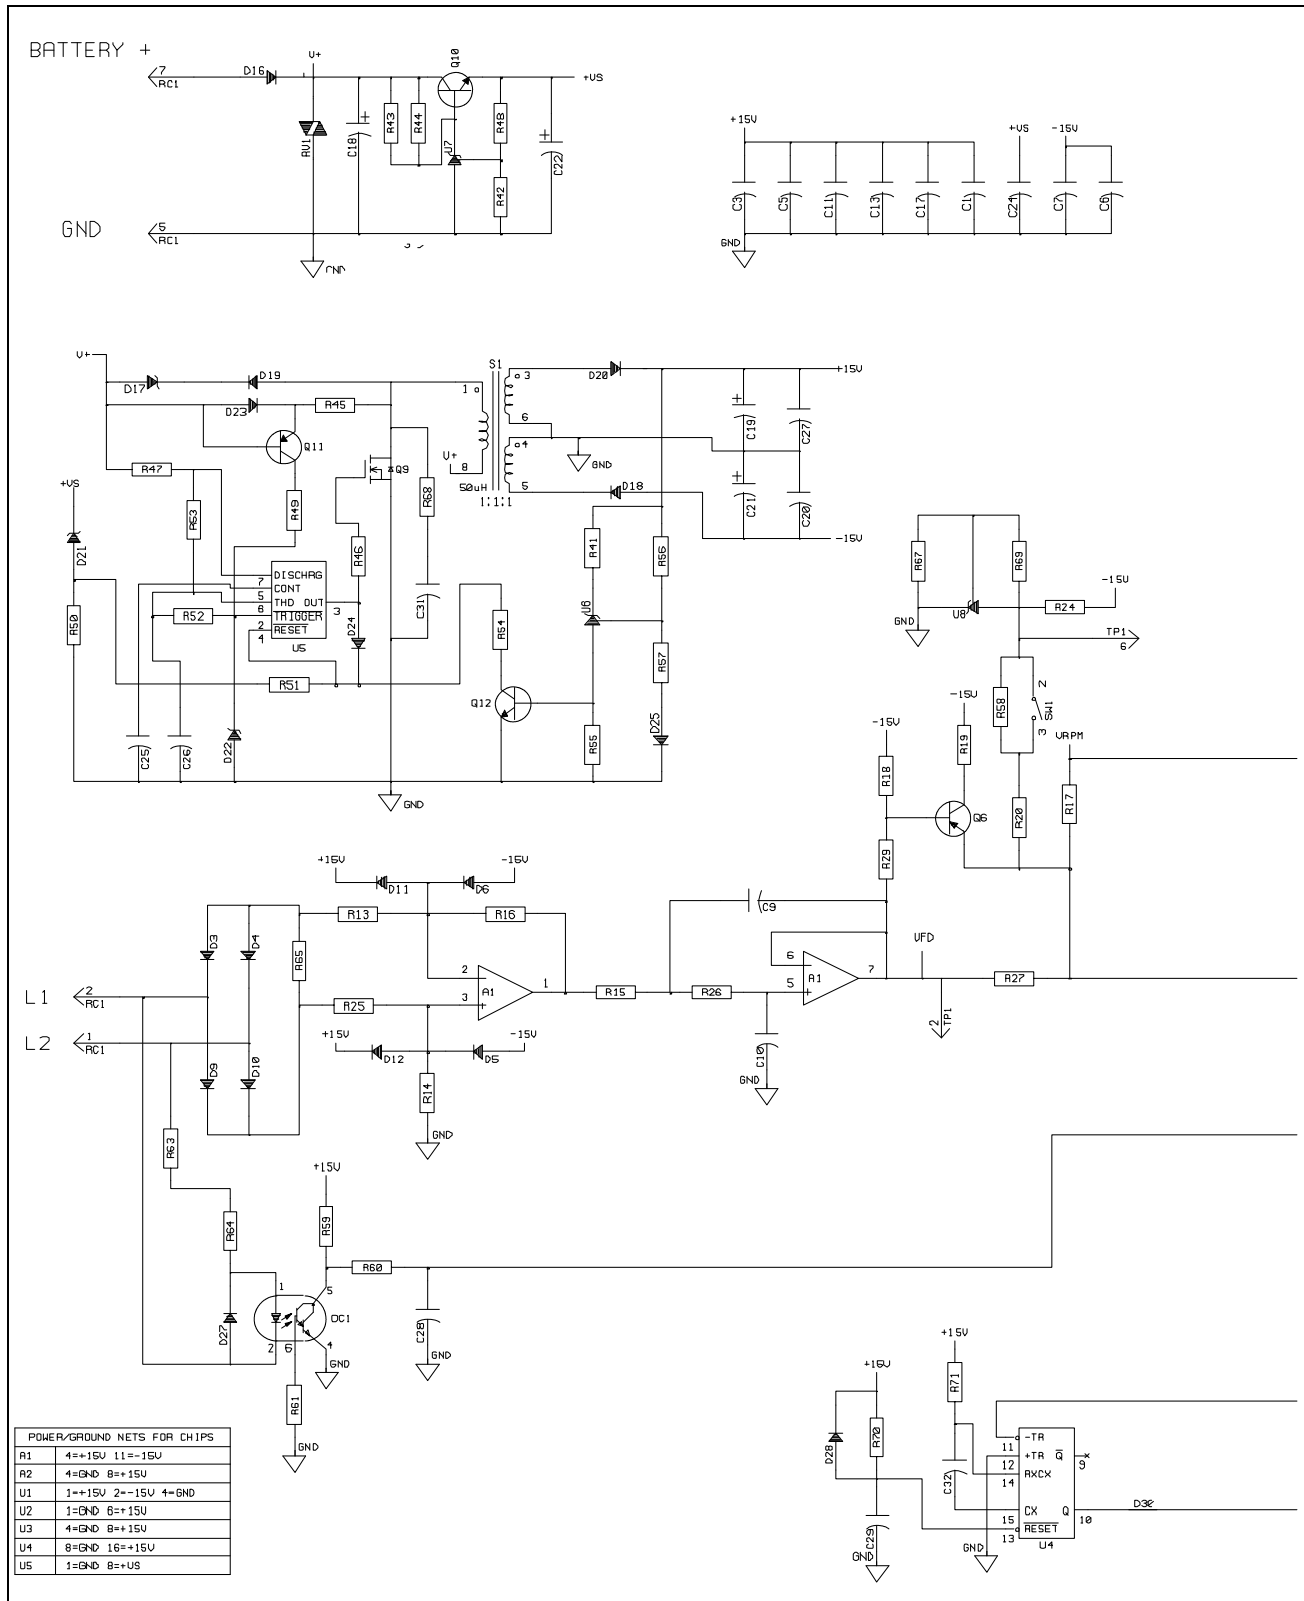 BATTERY +
7
RC1
D16
V+
Q10
+VS
RV1
C18
+
R43
R44
U7
R48
R42
+
C22
GND
5
RC1
GND
+15V
+VS
-15V
C3
C5
C11
C13
C17
C1
C24
C7
C6
GND
V+
D17
D19
D23
R45
Q11
R47
R53
R49
+VS
D21
R50
Q9
R68
R46
C31
DISCHRG
7
CONT
5
THD OUT
3
6
TRIGGER
2
RESET
4
U5
R52
D24
R51
C25
C26
D22
GND
S1
1
3
6
4
5
V+
8
50uH
1:1:1
D20
D18
GND
+15V
-15V
+
C19
C27
+
C21
C20
R41
R56
U6
R54
R57
Q12
R55
D25
R67
R69
U8
GND
-15V
R24
TP1
6
R58
2
SW1
3
-15V
R19
-15V
R18
Q6
R20
VRPM
R17
R29
C9
+15V
-15V
D11
D6
R13
R16
D3
D4
R65
R25
L1
2
RC1
L2
1
RC1
D9
D10
2
3
A1
1
+15V
-15V
D12
D5
R14
GND
R15
R26
6
5
A1
7
C10
GND
VFD
2
TP1
R27
R63
R64
D27
+15V
R59
R60
1
5
OC1
2
6
4
GND
R61
GND
C28
GND
+15V
D28
R70
C29
GND
+15V
R71
C32
-TR
11
+TR
Q
9
12
RXCX
14
CX
Q
10
15
RESET
13
U4
GND
POWER/GROUND NETS FOR CHIPS
A1 4=+15V 11=-15V
A2 4=GND 8=+15V
U1 1=+15V 2=-15V 4=GND
U2 1=GND 6=+15V
U3 4=GND 8=+15V
U4 8=GND 16=+15V
U5 1=GND 8=+VS